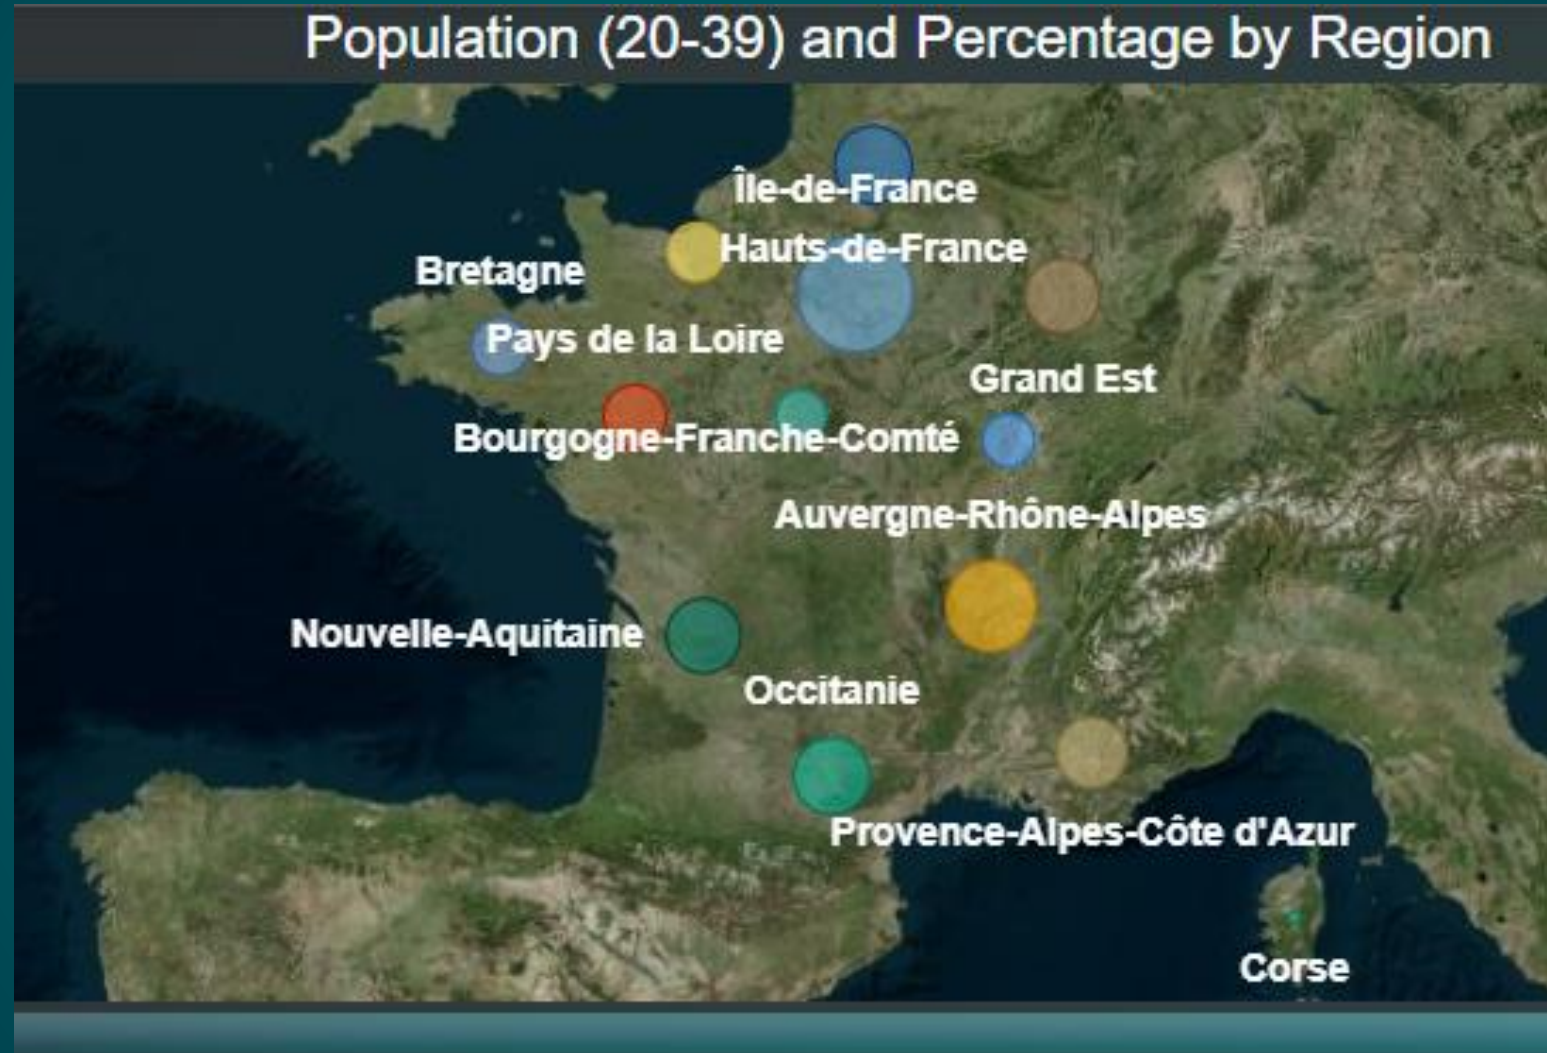 Population (20-39) and Percentage by Region
Île-de-France
Hauts-de-France
Bretagne
Pays de la Loire
Grand Est
Bourgogne-Franche-Comté
Auvergne-Rhône-Alpes
Nouvelle-Aquitaine
Occitanie
Provence-Alpes-Côte d'Azur
Corse